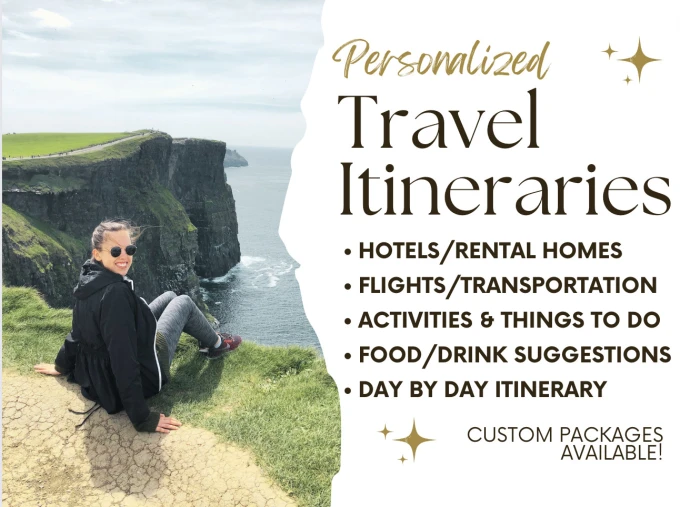 Personalized
Travel
Itineraries
• HOTELS/RENTAL HOMES
• FLIGHTS/TRANSPORTATION
• ACTIVITIES & THINGS TO DO
• FOOD/DRINK SUGGESTIONS
• DAY BY DAY ITINERARY
CUSTOM PACKAGES
AVAILABLE!